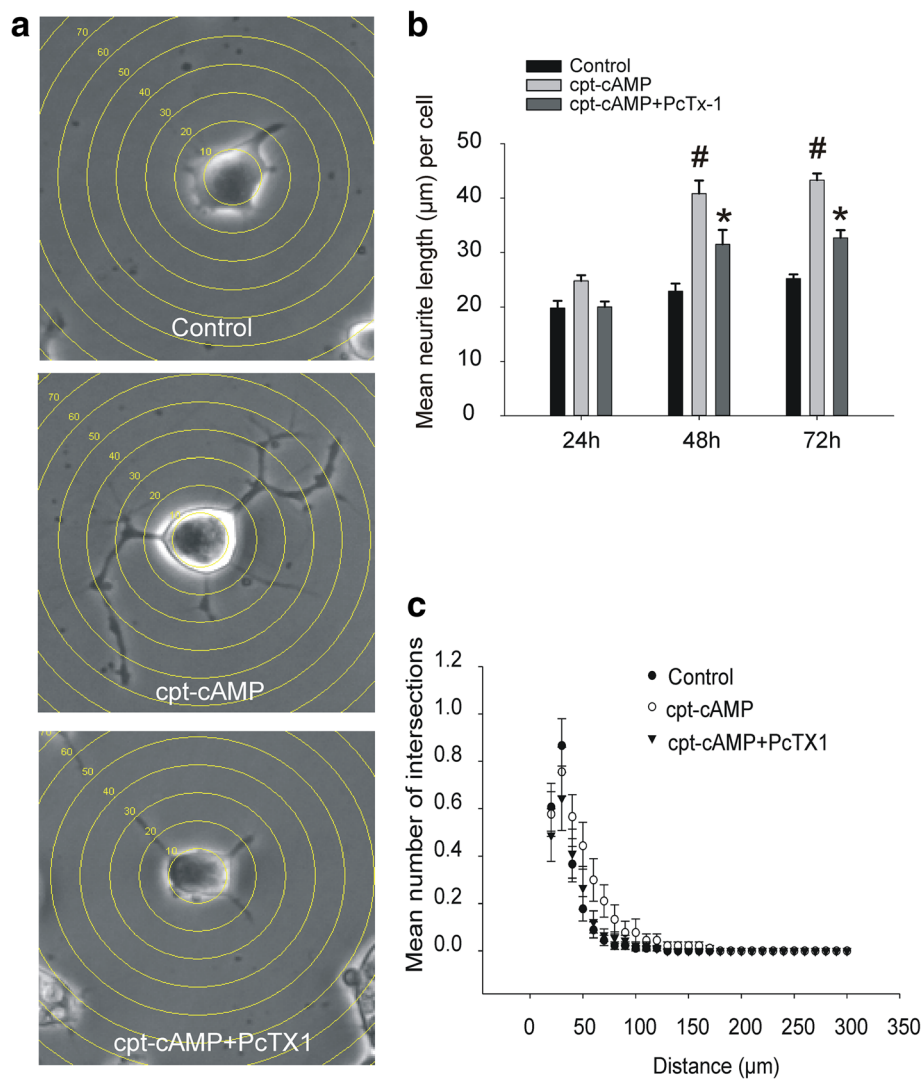 a
70
60
50
40
30
20
10
Control
70
60
50
40
30
20
10
cpt-cAMP
70
60
50
40
30
20
10
cpt-cAMP+PcTX1
b
Control
cpt-cAMP
cpt-cAMP+PcTx-1
Mean neurite length (μm) per cell
50
40
30
20
10
0
# #
* *
24h 48h 72h
c
Control
cpt-cAMP
cpt-cAMP+PcTX1
Mean number of intersections
1.2
1.0
0.8
0.6
0.4
0.2
0.0
0 50 100 150 200 250 300 350
Distance (μm)